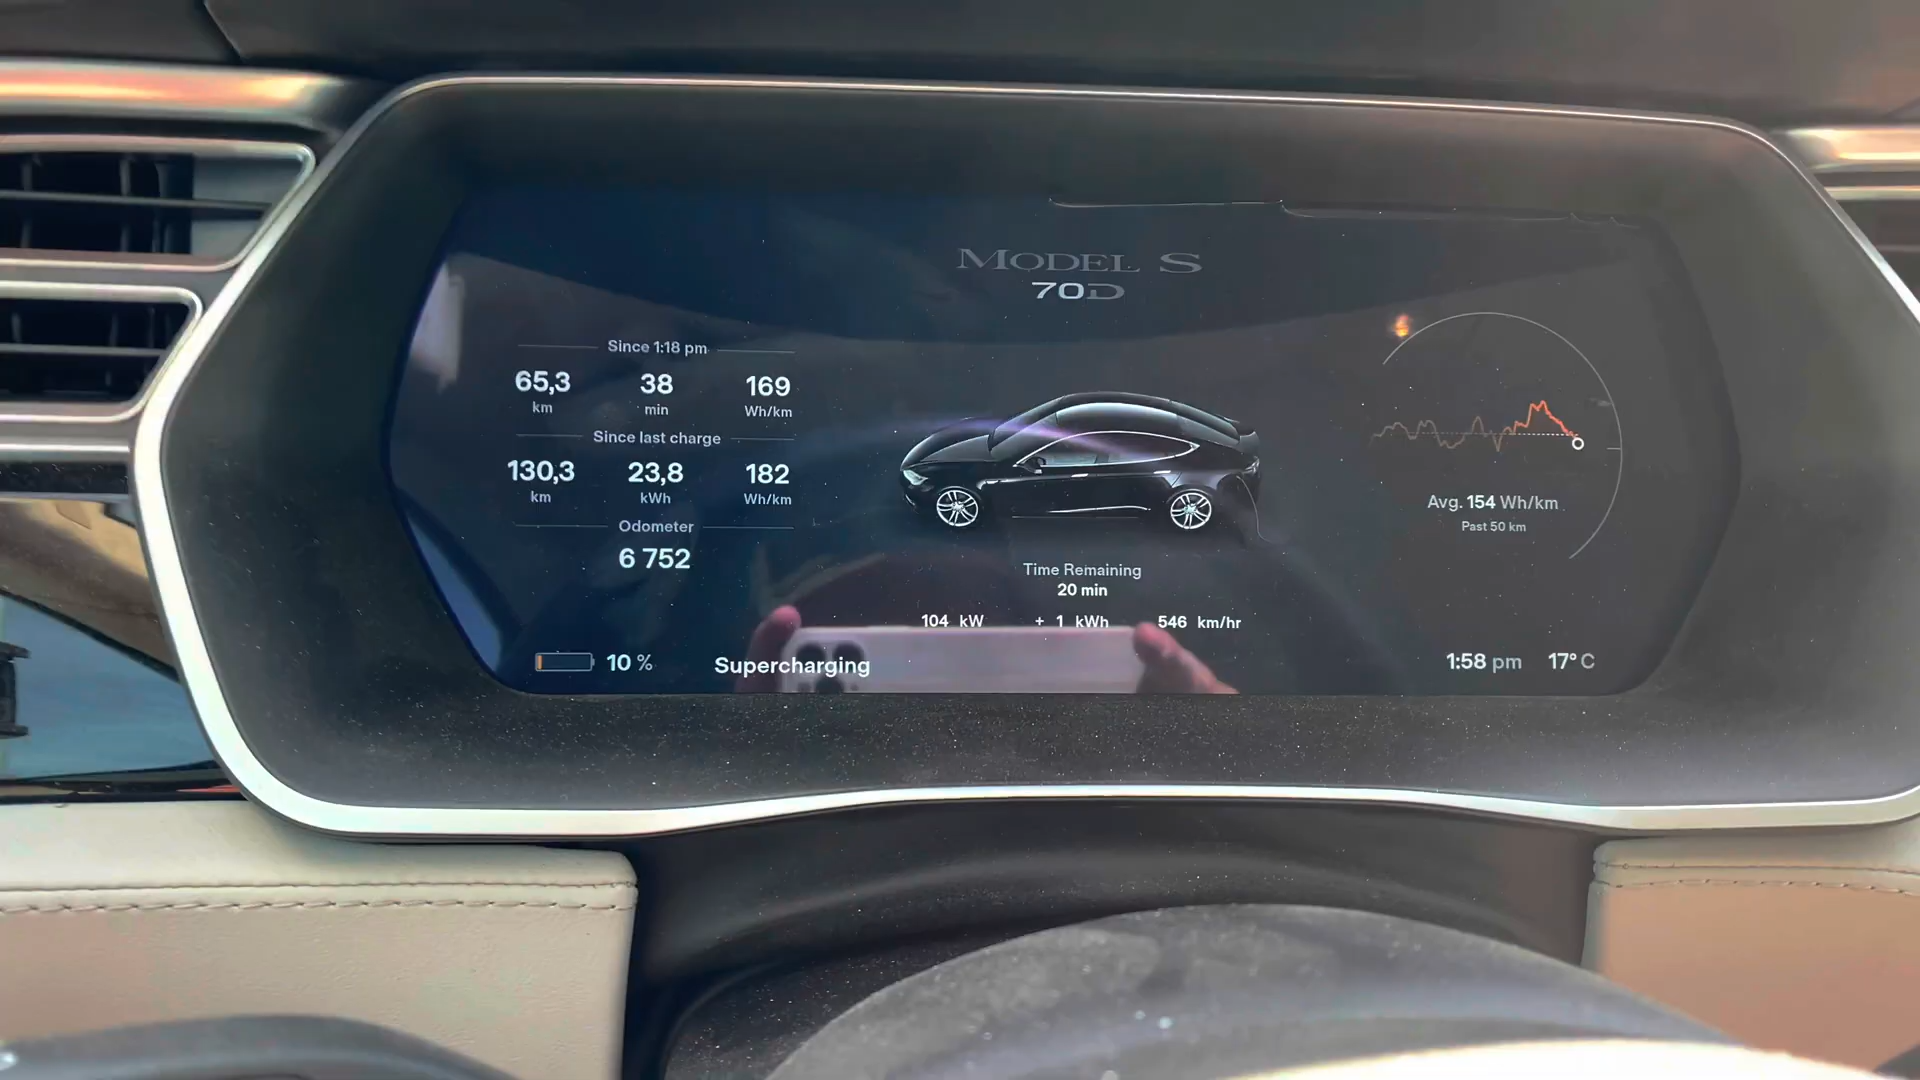 MODEL S
70D
Since 1:18 pm
65,3 38 169
km min Wh/km
Since last charge
130,3 23,8 182
km kWh Wh/km
Odometer
6 752
Avg. 154 Wh/km
Past 50 km
Time Remaining
20 min
104 kW + 1 kWh 546 km/hr
10 % Supercharging 1:58 pm 17° C